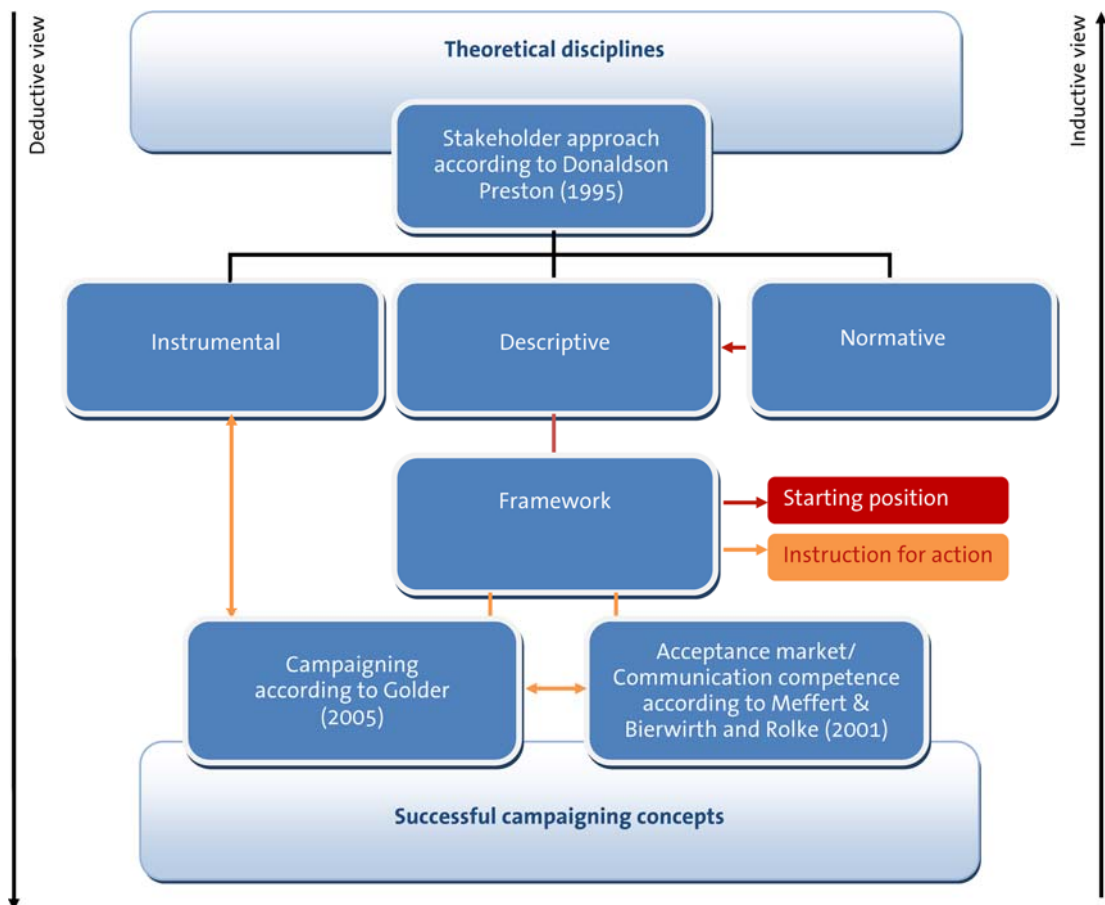 Deductive view
Inductive view
Theoretical disciplines
Stakeholder approach
according to Donaldson
Preston (1995)
Instrumental
Descriptive
Normative
Framework
Starting position
Instruction for action
Campaigning
according to Golder
(2005)
Acceptance market/
Communication competence
according to Meffert &
Bierwirth and Rolke (2001)
Successful campaigning concepts